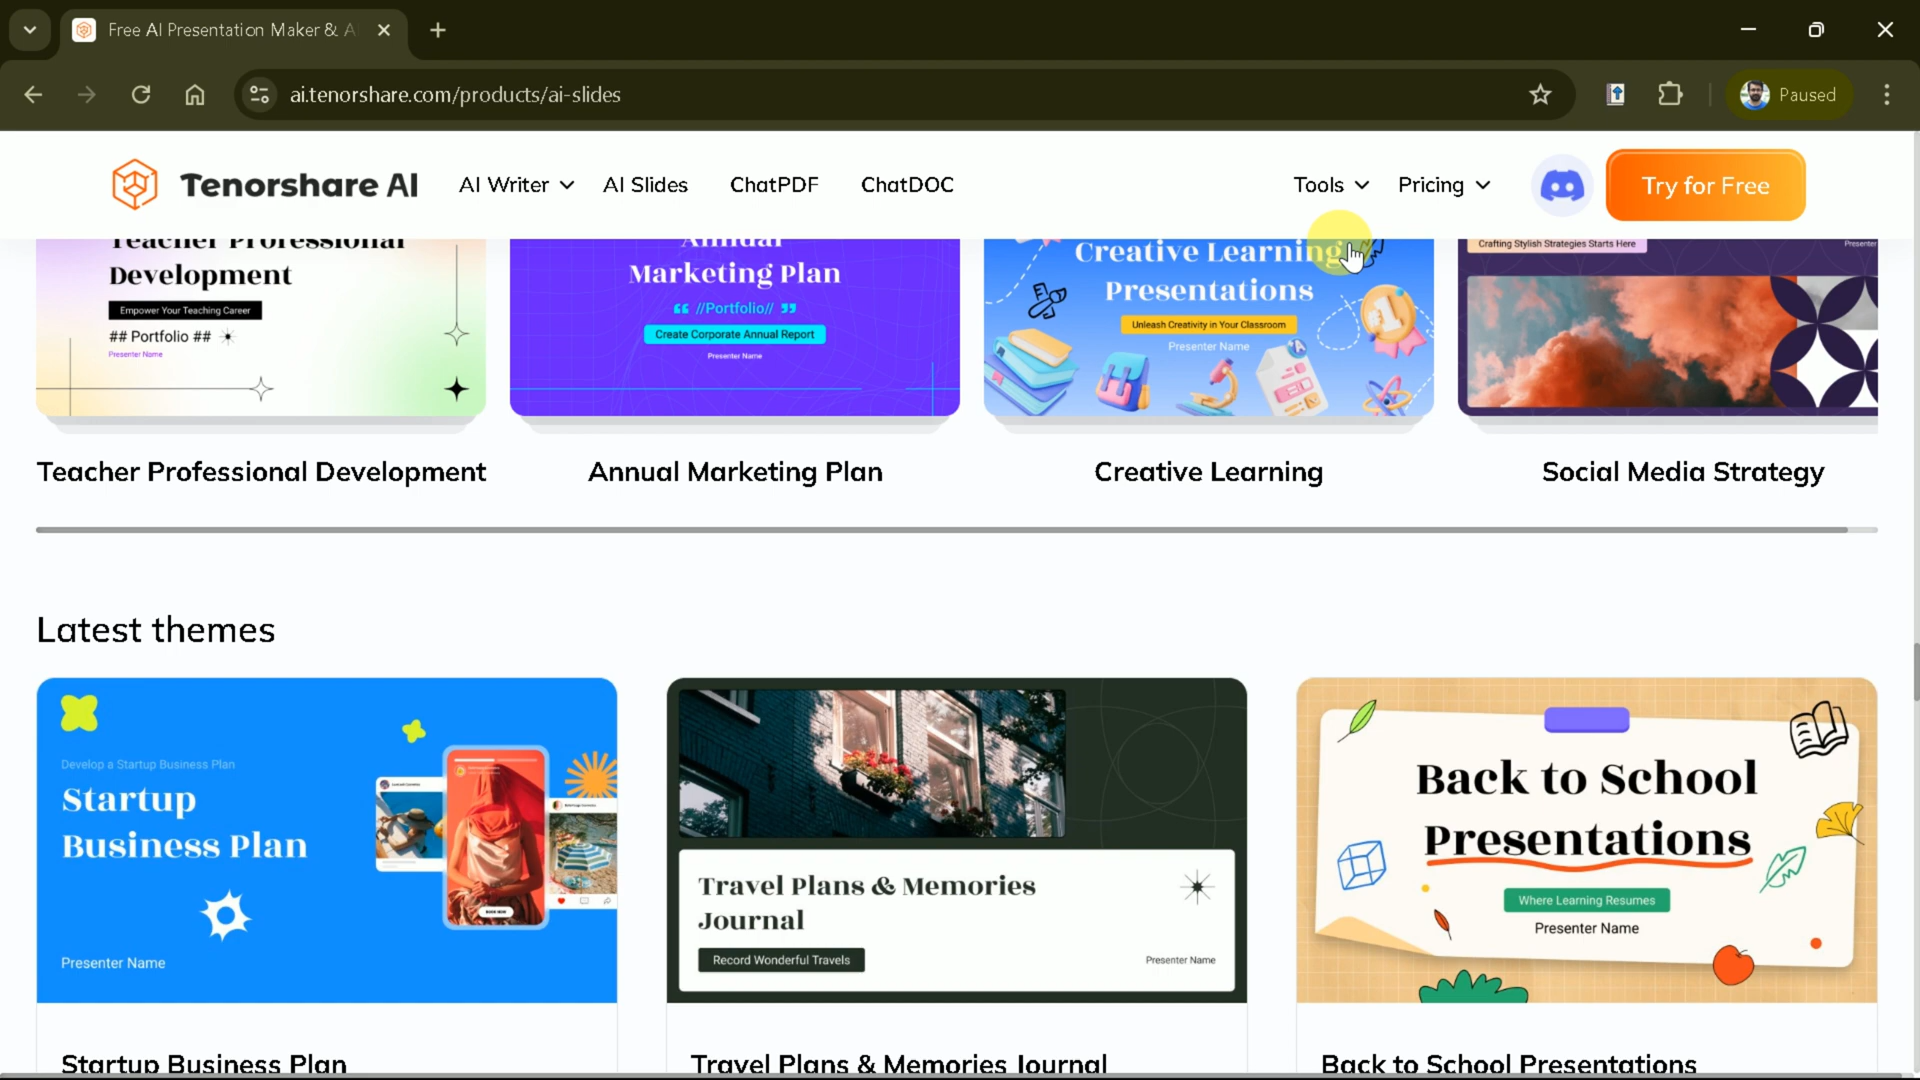 Free AI Presentation Maker & A
ai.tenorshare.com/products/ai-slides
Paused
Tenorshare AI
AI Writer
AI Slides
ChatPDF
ChatDOC
Tools
Pricing
Try for Free
Teacher Professional
Development
Empower Your Teaching Career
## Portfolio ##
Presenter Name
Annual
Marketing Plan
//Portfolio//
Create Corporate Annual Report
Presenter Name
Creative Learning
Presentations
Unleash Creativity in Your Classroom
Presenter Name
Crafting Stylish Strategies Starts Here
Presenter
Teacher Professional Development
Annual Marketing Plan
Creative Learning
Social Media Strategy
Latest themes
Develop a Startup Business Plan
Startup
Business Plan
Presenter Name
Travel Plans & Memories
Journal
Record Wonderful Travels
Presenter Name
Back to School
Presentations
Where Learning Resumes
Presenter Name
Startup Business Plan
Travel Plans & Memories Journal
Back to School Presentations